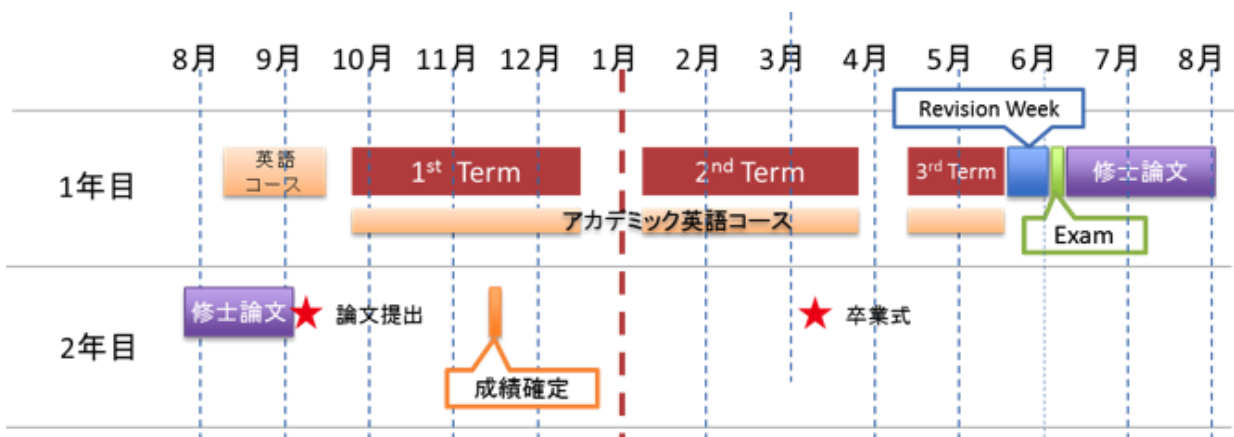 8月 9月 10月 11月 12月 1月 2月 3月 4月 5月 6月 7月 8月
Revision Week
1年目
英語
コース
1st Term
2nd Term
3rd Term
修士論文
アカデミック英語コース
Exam
2年目
修士論文
論文提出
卒業式
成績確定